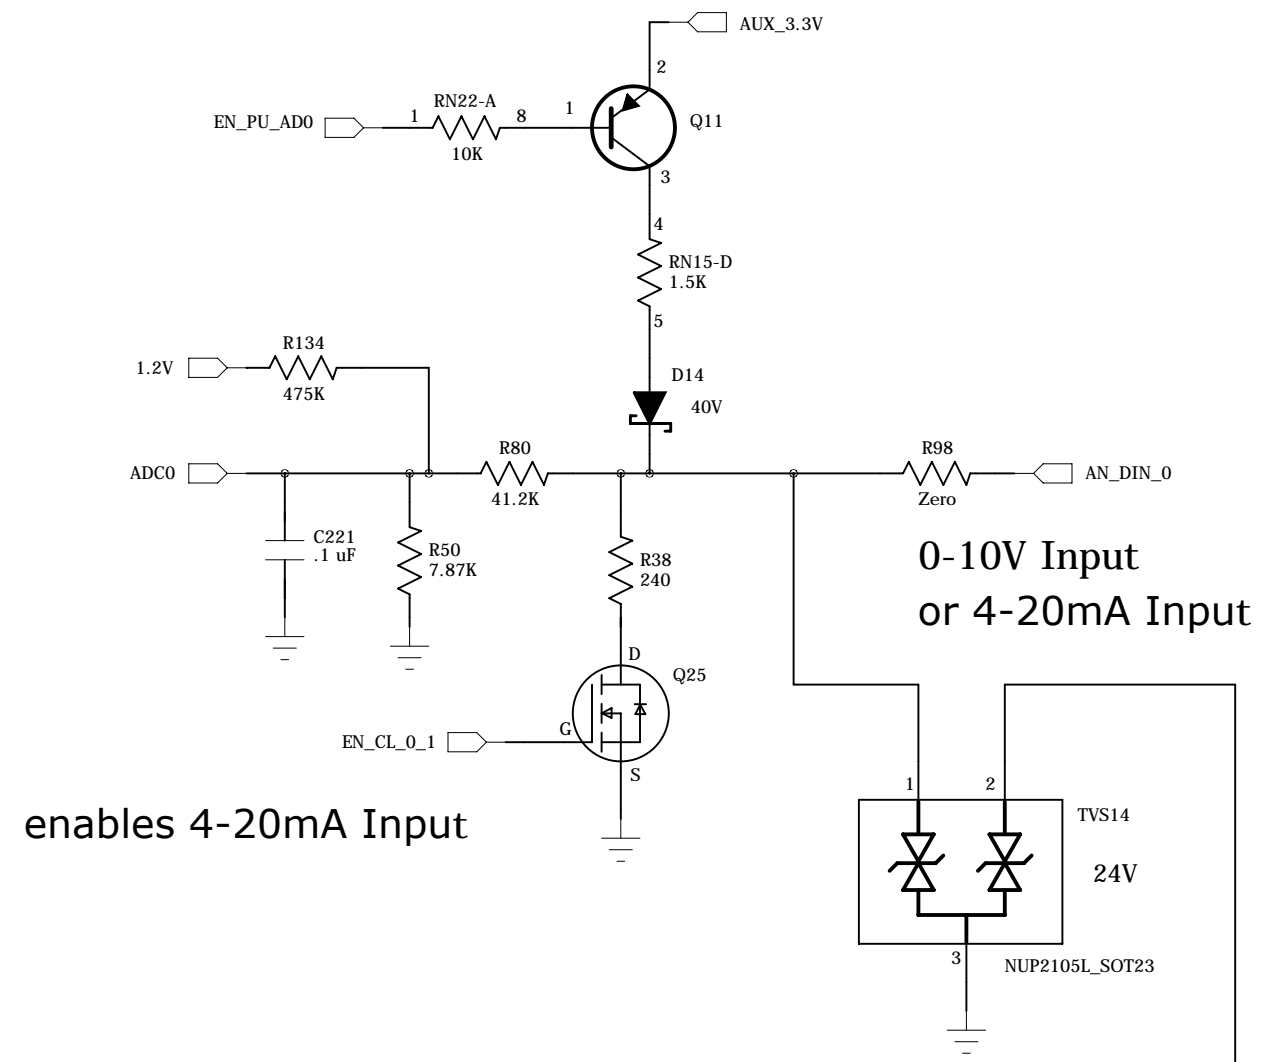 AUX_3.3V
2
RN22-A
EN_PU_AD0
1
8
1
Q11
10K
3
4
RN15-D
1.5K
5
R134
1.2V
475K
D14
40V
R80
R98
ADC0
AN_DIN_0
41.2K
Zero
C221
.1 uF
R50
7.87K
R38
240
0-10V Input
or 4-20mA Input
D
Q25
G
EN_CL_0_1
S
1
2
TVS14
enables 4-20mA Input
24V
3
NUP2105L_SOT23